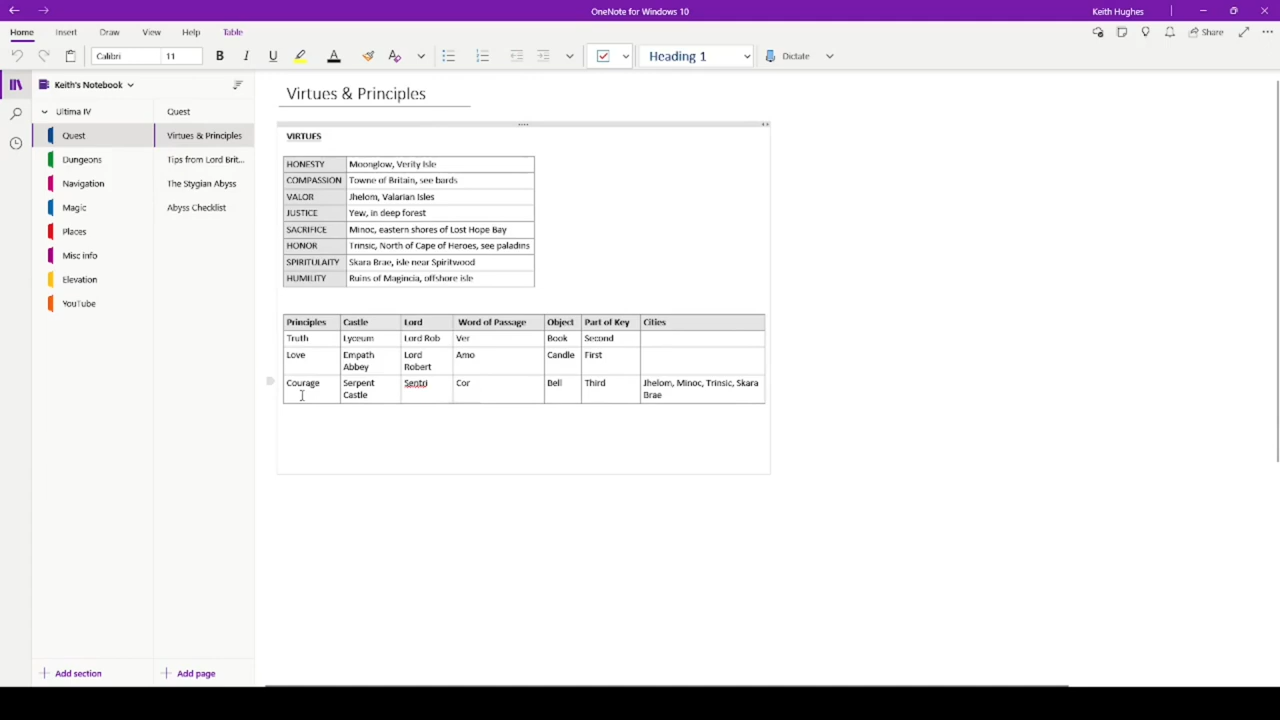 OneNote for Windows 10
Keith Hughes
Home Insert Draw View Help Table
Share
Calibri 11 B I U A Heading 1 Dictate
Keith's Notebook
Ultima IV
Quest
Dungeons
Navigation
Magic
Places
Misc info
Elevation
YouTube
Quest
Virtues & Principles
Tips from Lord Brit...
The Stygian Abyss
Abyss Checklist
Virtues & Principles
VIRTUES
HONESTY Moonglow, Verity Isle
COMPASSION Towne of Britain, see bards
VALOR Jhelom, Valarian Isles
JUSTICE Yew, in deep forest
SACRIFICE Minoc, eastern shores of Lost Hope Bay
HONOR Trinsic, North of Cape of Heroes, see paladins
SPIRITULAITY Skara Brae, isle near Spiritwood
HUMILITY Ruins of Magincia, offshore isle
Principles Castle Lord Word of Passage Object Part of Key Cities
Truth Lyceum Lord Rob Ver Book Second
Love Empath Lord Amo Candle First
Abbey Robert
Courage Serpent Sentri Cor Bell Third Jhelom, Minoc, Trinsic, Skara
Castle Brae
Add section
Add page